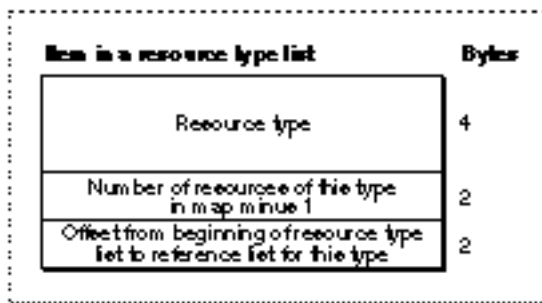 Item in a resource type list Bytes
Resource type 4
Number of resources of this type
in map minus 1 2
Offset from beginning of resource type
list to reference list for this type 2